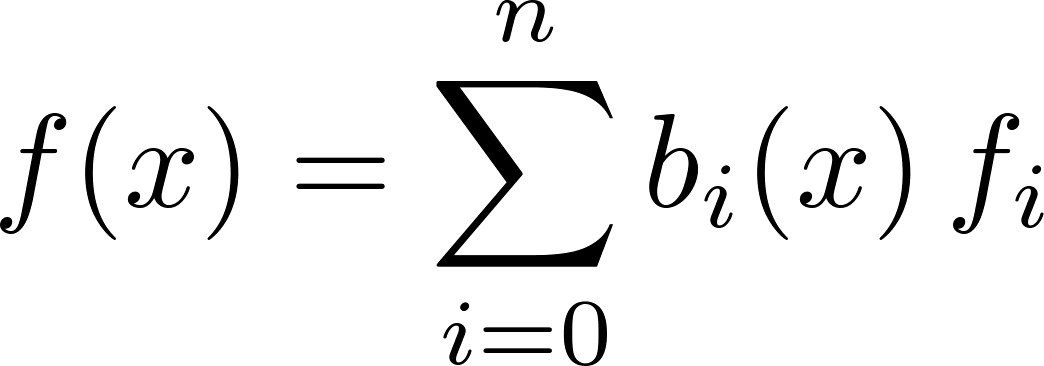 f(x) = \sum_{i=0}^{n} b_i(x) f_i